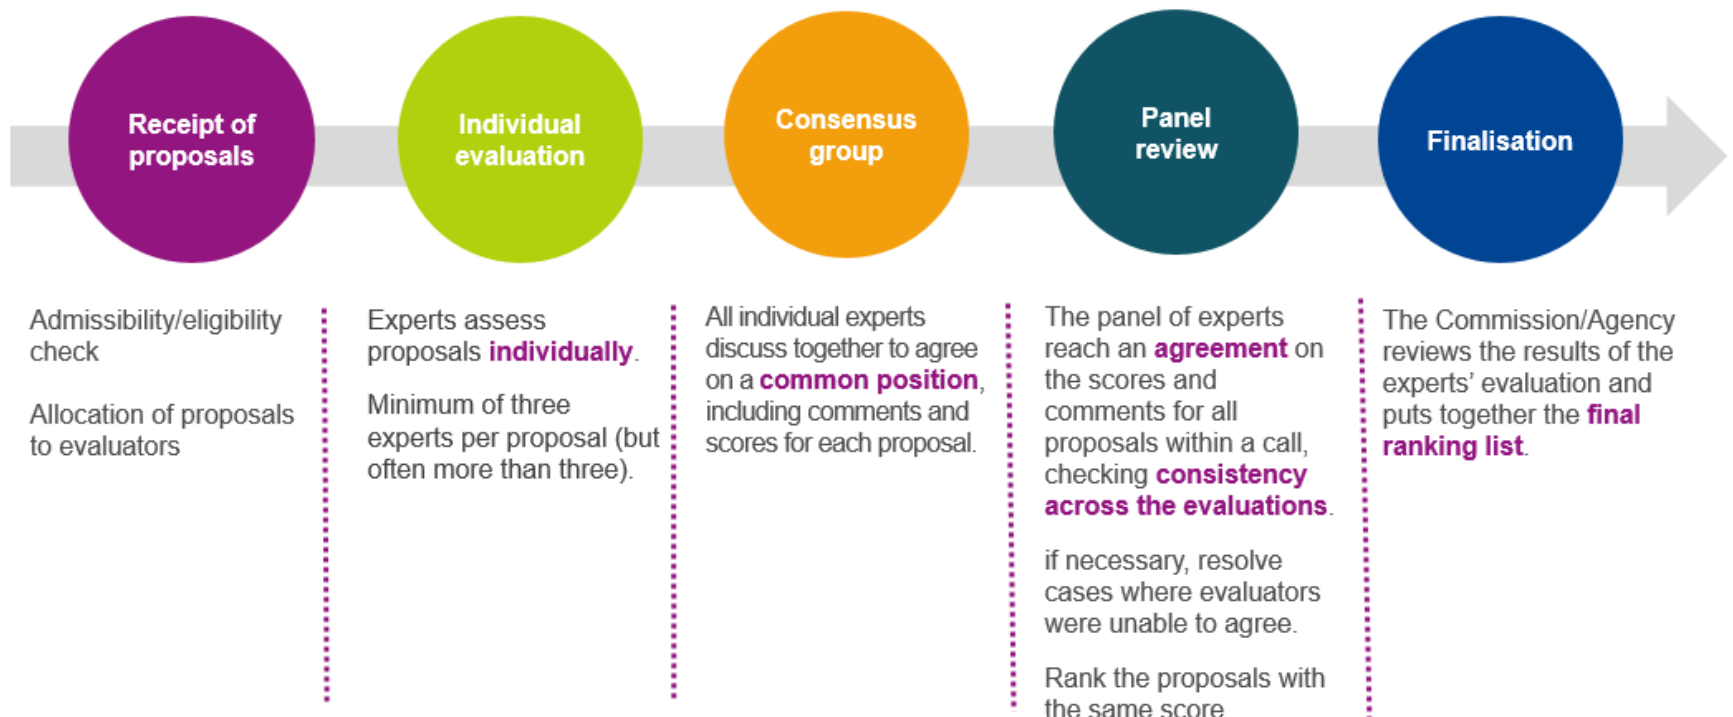 Receipt of
proposals
Individual
evaluation
Consensus
group
Panel
review
Finalisation
Admissibility/eligibility
check
Allocation of proposals
to evaluators
Experts assess
proposals individually.
Minimum of three
experts per proposal (but
often more than three).
All individual experts
discuss together to agree
on a common position,
including comments and
scores for each proposal.
The panel of experts
reach an agreement on
the scores and
comments for all
proposals within a call,
checking consistency
across the evaluations.
if necessary, resolve
cases where evaluators
were unable to agree.
Rank the proposals with
the same score
The Commission/Agency
reviews the results of the
experts' evaluation and
puts together the final
ranking list.